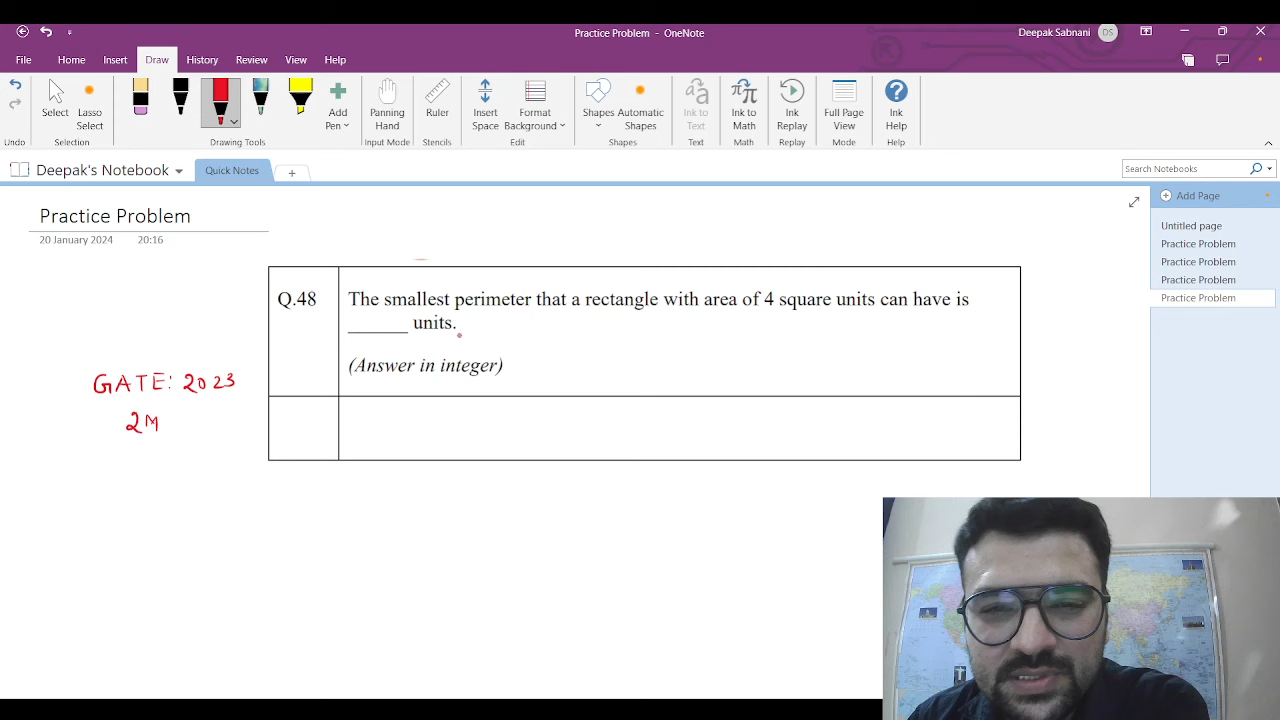 Practice Problem - OneNote
Deepak Sabnani DS
File Home Insert Draw History Review View Help
Undo
Select Lasso Select
Selection
Add Pen
Drawing Tools
Panning Hand
Input Mode
Ruler
Stencils
Insert Space Format Background
Edit
Shapes Automatic Shapes
Shapes
Ink to Text
Text
Ink to Math
Math
Ink Replay
Replay
Full Page View
Mode
Ink Help
Help
Deepak's Notebook Quick Notes +
Search Notebooks
Practice Problem
20 January 2024 20:16
Add Page
Untitled page
Practice Problem
Practice Problem
Practice Problem
Practice Problem
Q.48 The smallest perimeter that a rectangle with area of 4 square units can have is
______ units.
(Answer in integer)
GATE: 2023
2M